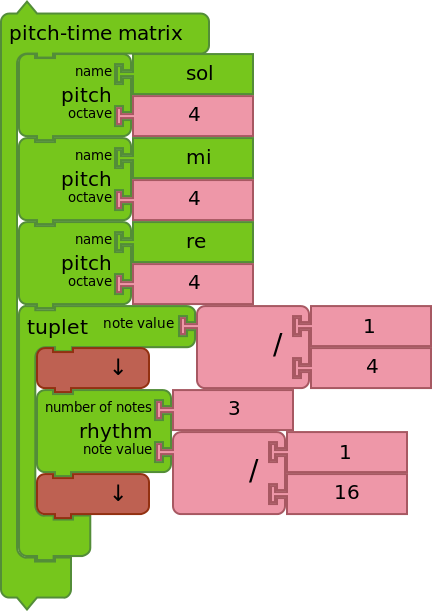 pitch-time matrix
name sol
pitch
octave 4
name mi
pitch
octave 4
name re
pitch
octave 4
tuplet note value / 1
4
↓
number of notes 3
rhythm
note value / 1
16
↓